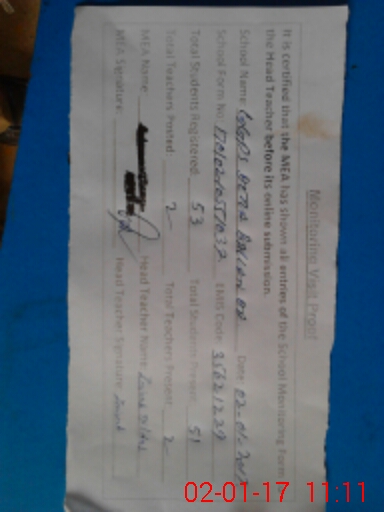 Monitoring Visit Proof
It is certified that the MEA has shown all entries of the School Monitoring Form to
the Head Teacher before its online submission.
School Name: Date: 02-01-2017
School Form No: EMIS Code: 35621229
Total Students Registered: 53 Total Students Present: 51
Total Teachers Posted: 2 Total Teachers Present: 2
MEA Name: Head Teacher Name:
MEA Signature: Head Teacher Signature:
02-01-17 11:11